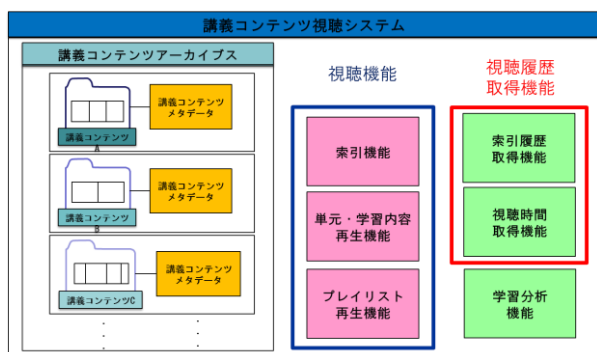 講義コンテンツ視聴システム
講義コンテンツアーカイブス
講義コンテンツ
メタデータ
講義コンテンツ
A
講義コンテンツ
メタデータ
講義コンテンツ
B
講義コンテンツ
メタデータ
講義コンテンツC
視聴機能
索引機能
単元・学習内容
再生機能
プレイリスト
再生機能
視聴履歴
取得機能
索引履歴
取得機能
視聴時間
取得機能
学習分析
機能